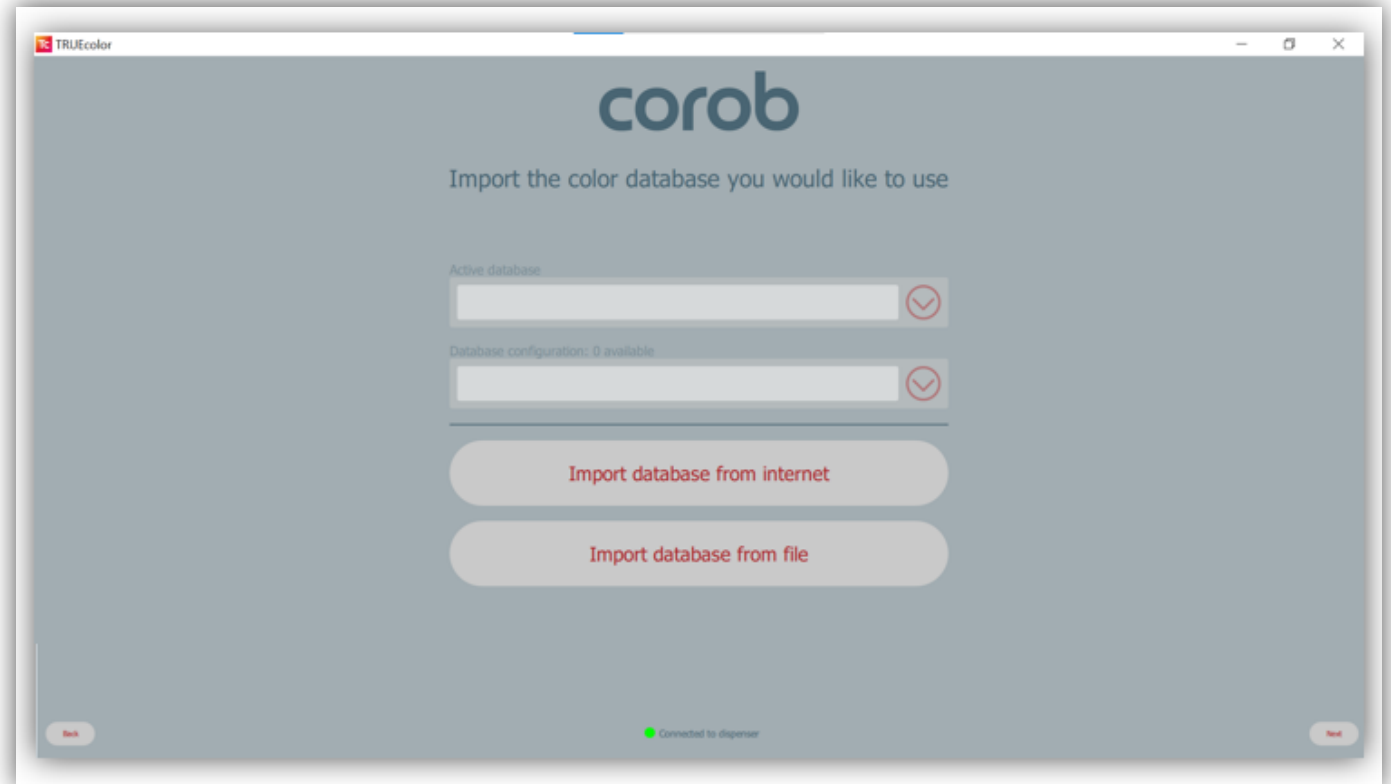 Tc TRUEcolor
corob
Import the color database you would like to use
Active database
Database configuration: 0 available
Import database from internet
Import database from file
Back
Connected to dispenser
Next